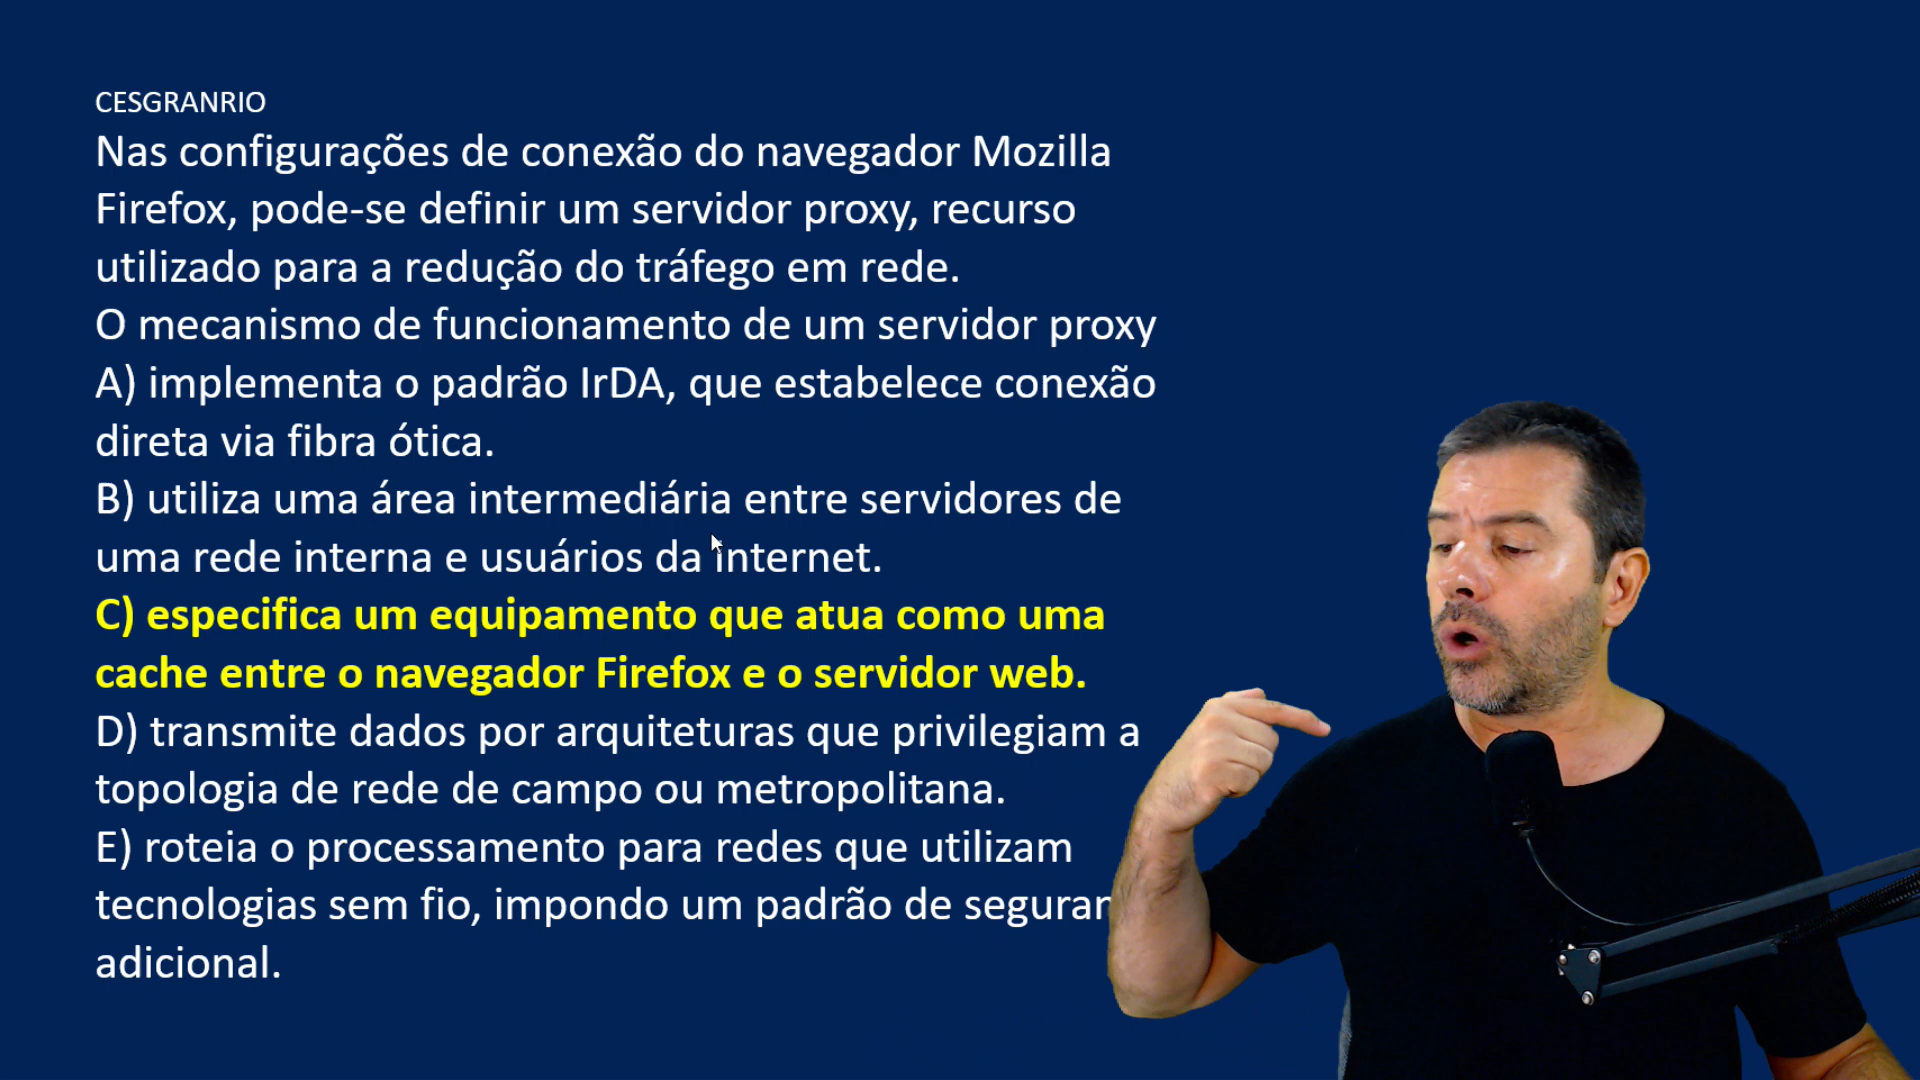 CESGRANRIO
Nas configurações de conexão do navegador Mozilla
Firefox, pode-se definir um servidor proxy, recurso
utilizado para a redução do tráfego em rede.
O mecanismo de funcionamento de um servidor proxy
A) implementa o padrão IrDA, que estabelece conexão
direta via fibra ótica.
B) utiliza uma área intermediária entre servidores de
uma rede interna e usuários da internet.
C) especifica um equipamento que atua como uma
cache entre o navegador Firefox e o servidor web.
D) transmite dados por arquiteturas que privilegiam a
topologia de rede de campo ou metropolitana.
E) roteia o processamento para redes que utilizam
tecnologias sem fio, impondo um padrão de
adicional.